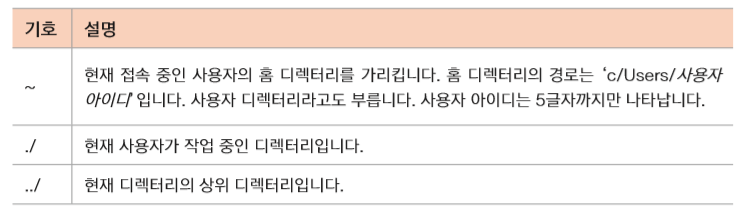 기호 설명
~ 현재 접속 중인 사용자의 홈 디렉터리를 가리킵니다. 홈 디렉터리의 경로는 ‘c/Users/사용자
아이디’입니다. 사용자 디렉터리라고도 부릅니다. 사용자 아이디는 5글자까지만 나타납니다.
./ 현재 사용자가 작업 중인 디렉터리입니다.
../ 현재 디렉터리의 상위 디렉터리입니다.